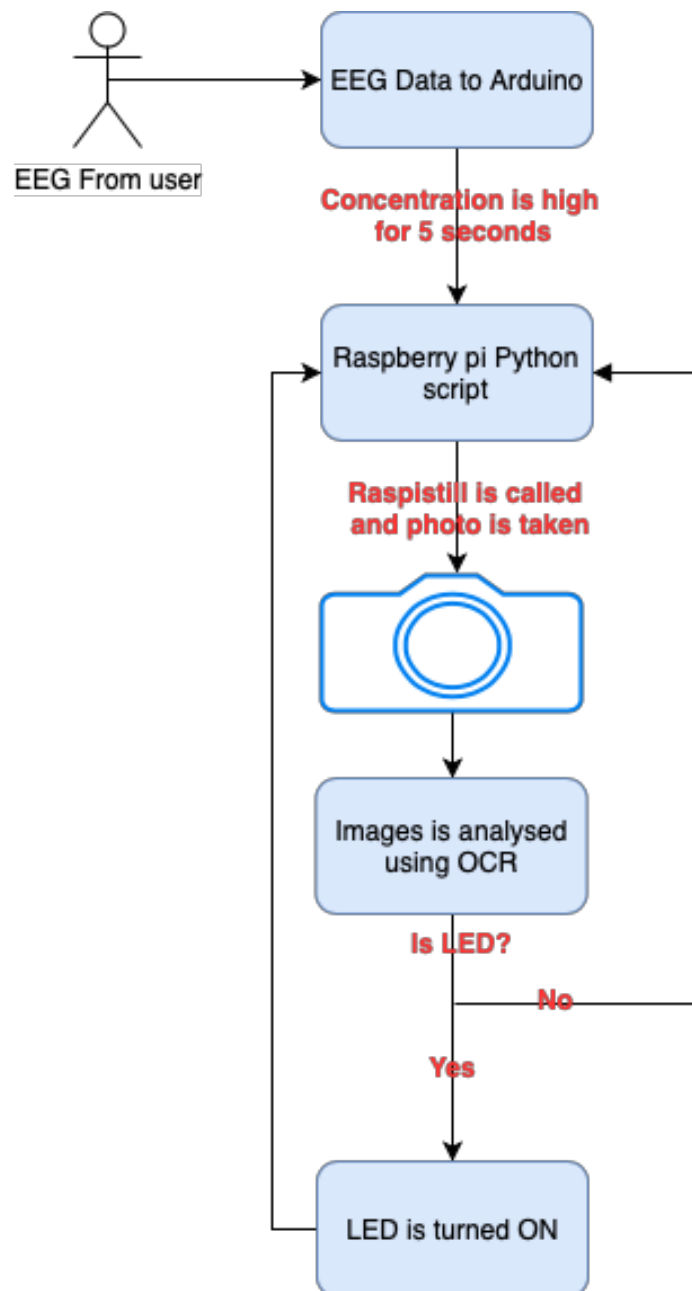 EEG From user
EEG Data to Arduino
Concentration is high
for 5 seconds
Raspberry pi Python
script
Raspistill is called
and photo is taken
Images is analysed
using OCR
Is LED?
No
Yes
LED is turned ON